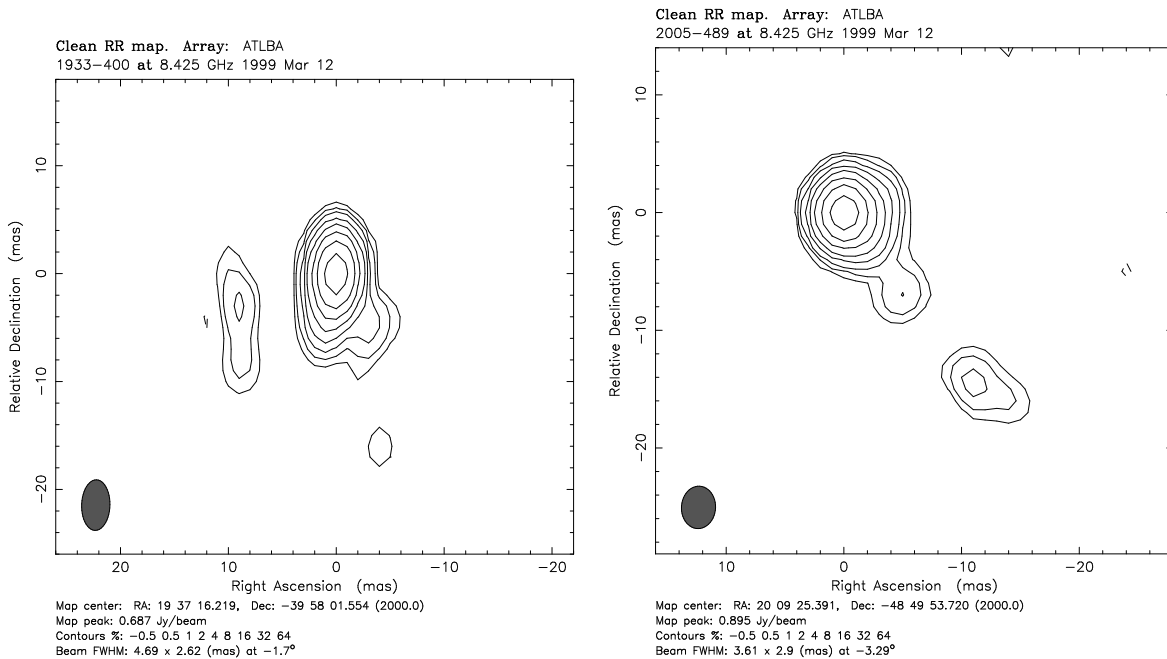 Clean RR map. Array: ATLBA
1933-400 at 8.425 GHz 1999 Mar 12
10
0
-10
-20
Relative Declination (mas)
20
10
0
-10
-20
Right Ascension (mas)
Map center: RA: 19 37 16.219, Dec: -39 58 01.554 (2000.0)
Map peak: 0.687 Jy/beam
Contours %: -0.5 0.5 1 2 4 8 16 32 64
Beam FWHM: 4.69 x 2.62 (mas) at -1.7°
Clean RR map. Array: ATLBA
2005-489 at 8.425 GHz 1999 Mar 12
10
0
-10
-20
Relative Declination (mas)
10
0
-10
-20
Right Ascension (mas)
Map center: RA: 20 09 25.391, Dec: -48 49 53.720 (2000.0)
Map peak: 0.895 Jy/beam
Contours %: -0.5 0.5 1 2 4 8 16 32 64
Beam FWHM: 3.61 x 2.9 (mas) at -3.29°